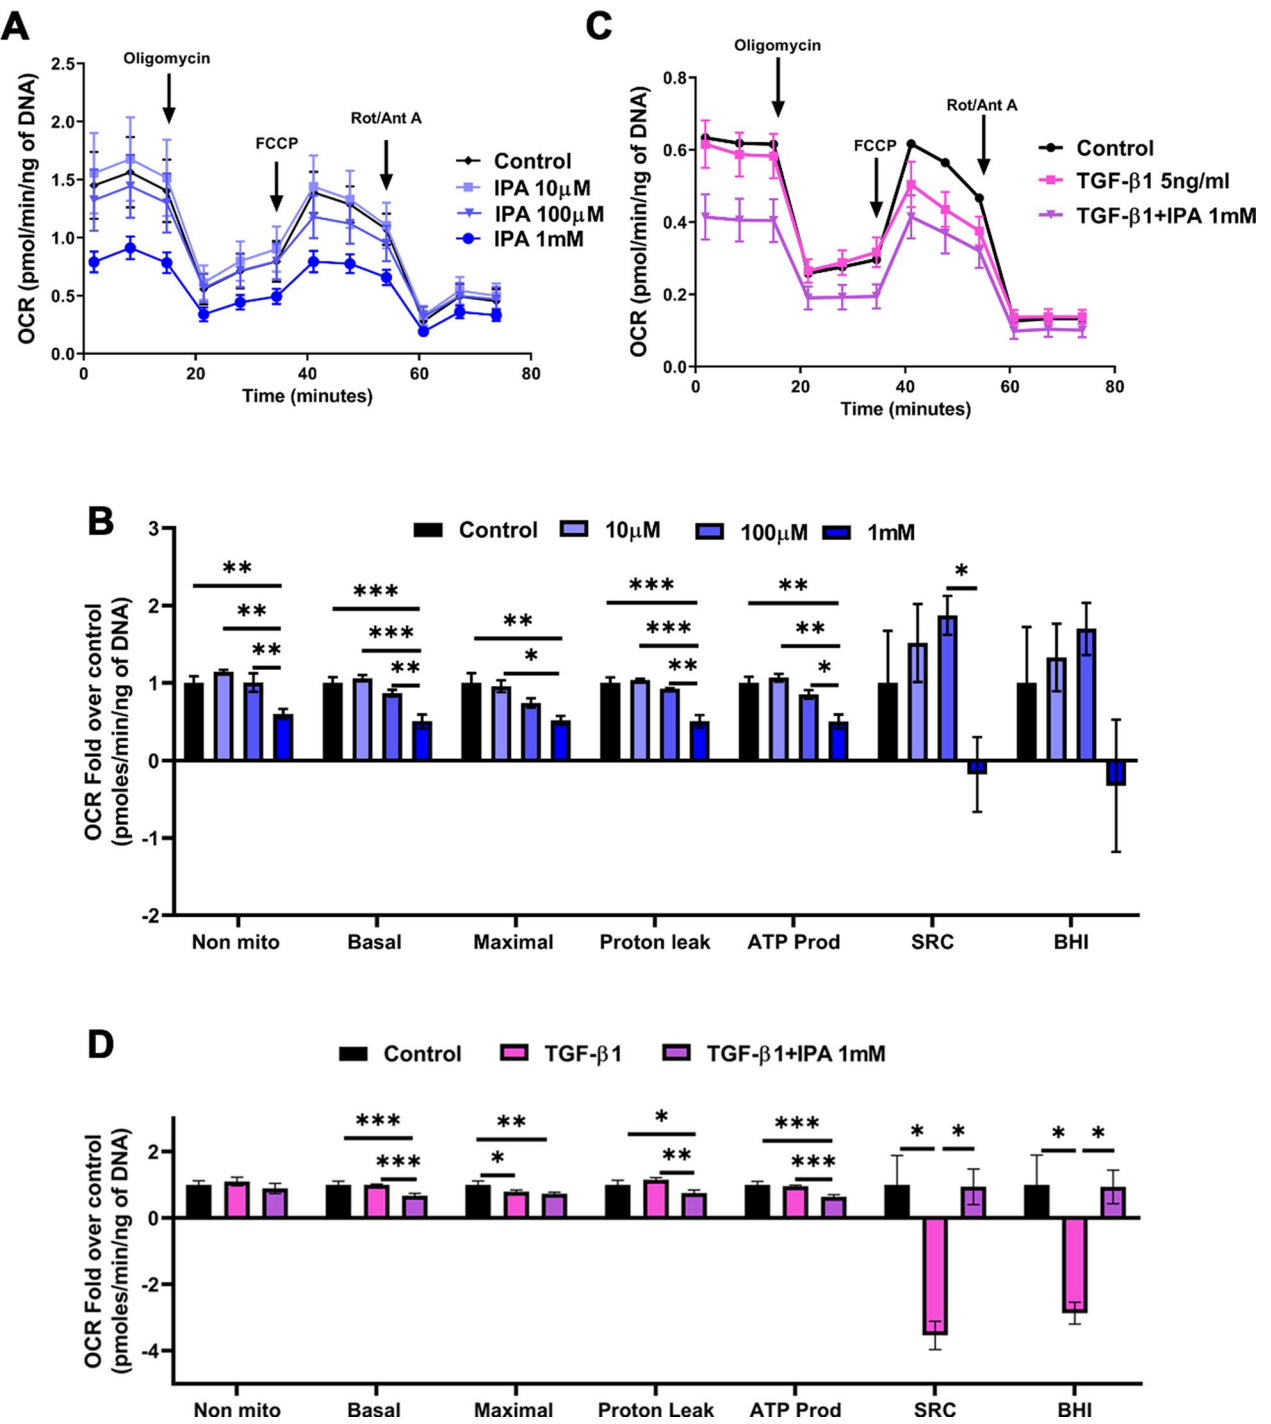 A
Oligomycin
FCCP
Rot/Ant A
OCR (pmol/min/ng of DNA)
2.5
2.0
1.5
1.0
0.5
0.0
0
20
40
60
80
Time (minutes)
Control
IPA 10μM
IPA 100μM
IPA 1mM
C
Oligomycin
FCCP
Rot/Ant A
OCR (pmol/min/ng of DNA)
0.8
0.6
0.4
0.2
0.0
0
20
40
60
80
Time (minutes)
Control
TGF-β1 5ng/ml
TGF-β1+IPA 1mM
B
Control
10μM
100μM
1mM
OCR Fold over control
(pmoles/min/ng of DNA)
3
2
1
0
-1
-2
**
**
**
***
***
**
**
*
***
***
**
**
**
*
*
Non mito
Basal
Maximal
Proton leak
ATP Prod
SRC
BHI
D
Control
TGF-β1
TGF-β1+IPA 1mM
OCR Fold over control
(pmoles/min/ng of DNA)
2
0
-2
-4
***
***
**
*
*
**
***
***
*
*
*
*
Non mito
Basal
Maximal
Proton Leak
ATP Prod
SRC
BHI